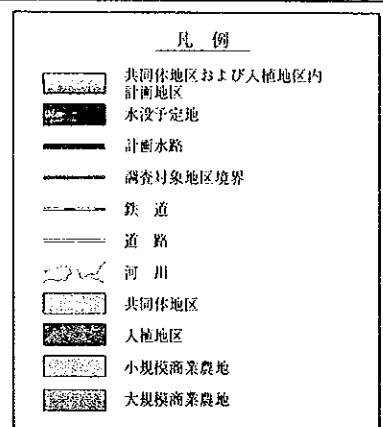 凡 例
共同体地区および入植地区内
計画地区
水没予定地
計画水路
調査対象地区境界
鉄 道
道 路
河 川
共同体地区
入植地区
小規模商業農地
大規模商業農地